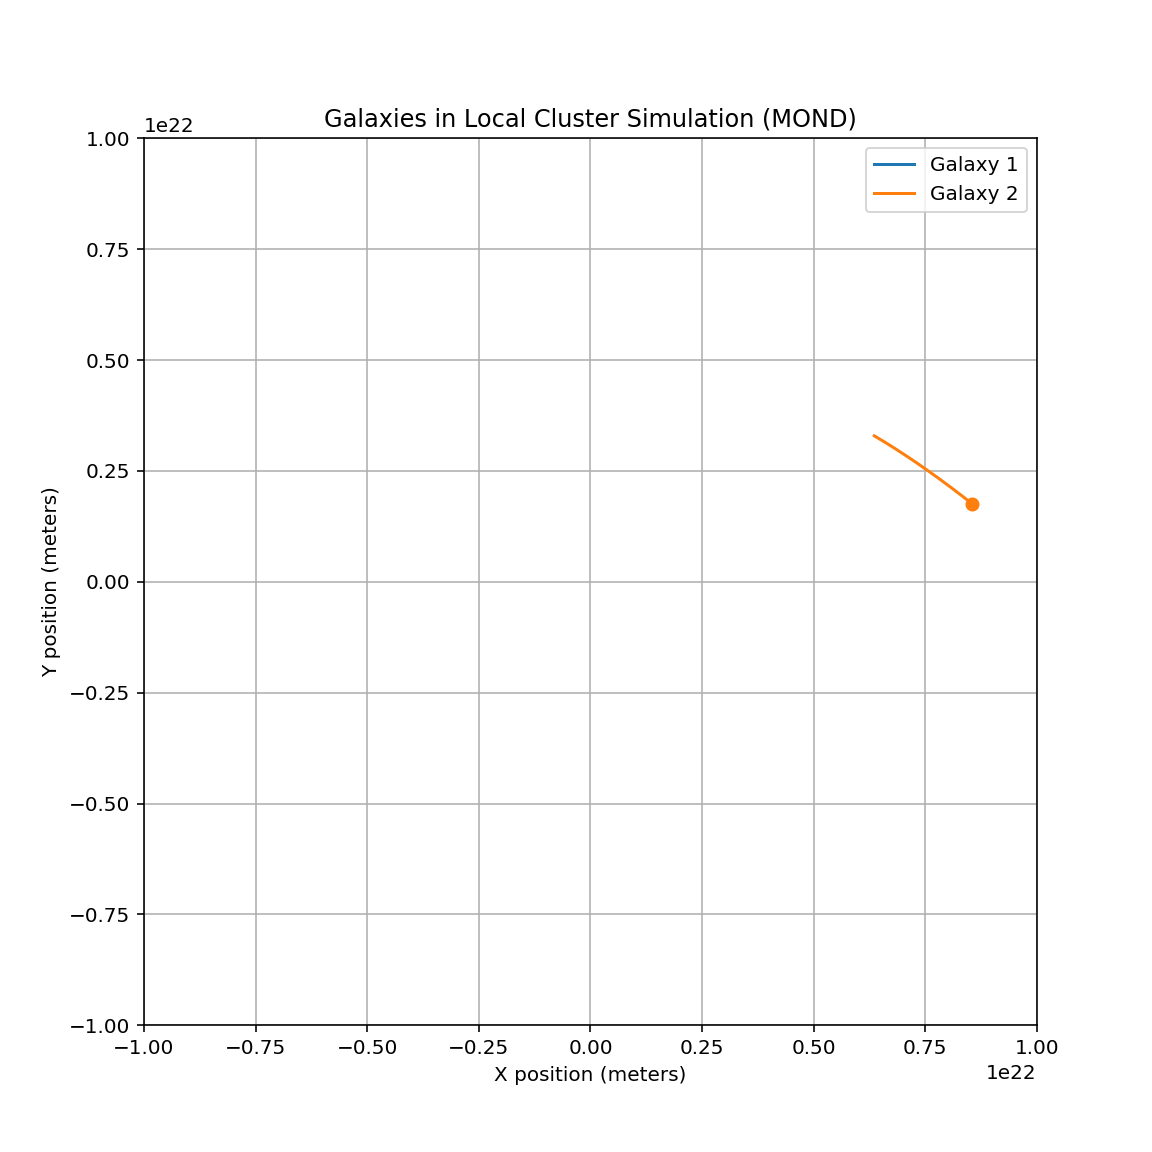 Galaxies in Local Cluster Simulation (MOND)
1e22
Galaxy 1
Galaxy 2
1.00
0.75
0.50
0.25
0.00
−0.25
−0.50
−0.75
−1.00
Y position (meters)
−1.00 −0.75 −0.50 −0.25 0.00 0.25 0.50 0.75 1.00
X position (meters)
1e22